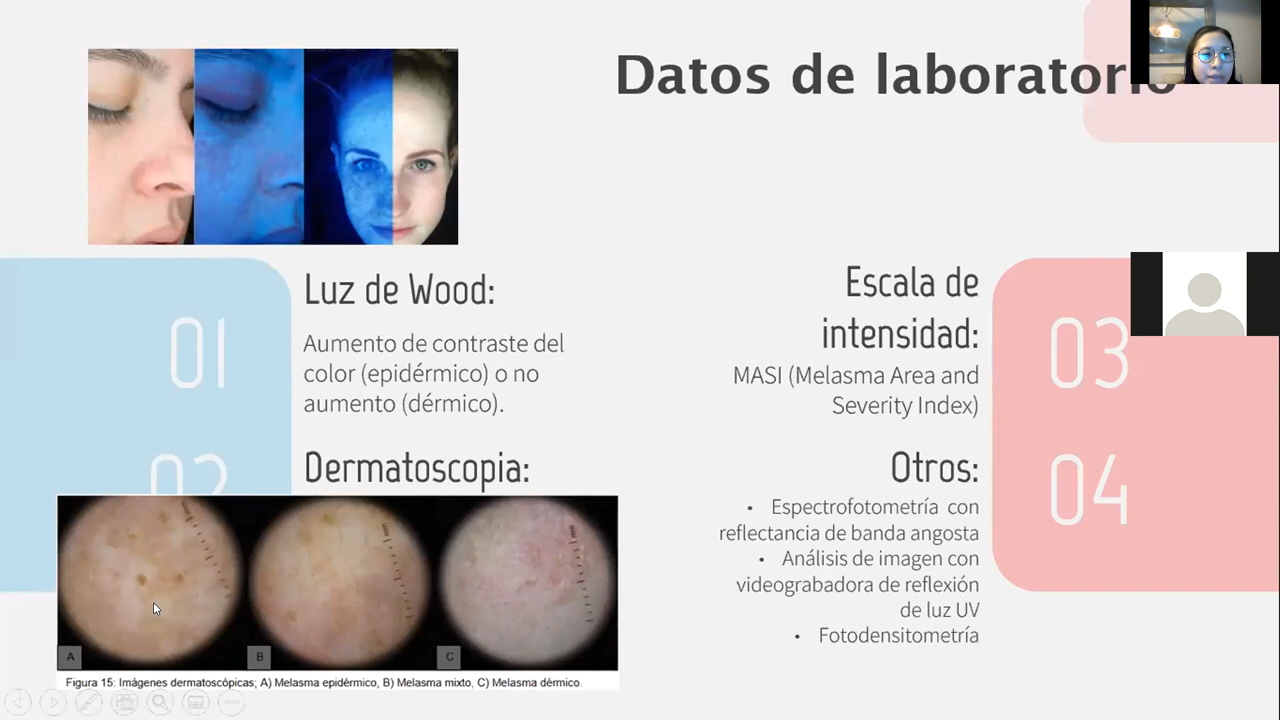 Datos de laboratorio
01
Luz de Wood:
Aumento de contraste del
color (epidérmico) o no
aumento (dérmico).
02
Dermatoscopia:
A
B
C
Figura 15: Imágenes dermatoscópicas; A) Melasma epidérmico, B) Melasma mixto, C) Melasma dérmico.
Escala de
intensidad:
MASI (Melasma Area and
Severity Index)
03
Otros:
• Espectrofotometría con
reflectancia de banda angosta
• Análisis de imagen con
videograbadora de reflexión
de luz UV
• Fotodensitometría
04